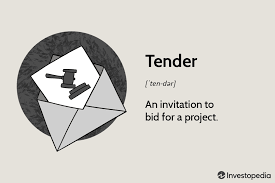 Tender
[ˈten-dər]
An invitation to
bid for a project.
Investopedia